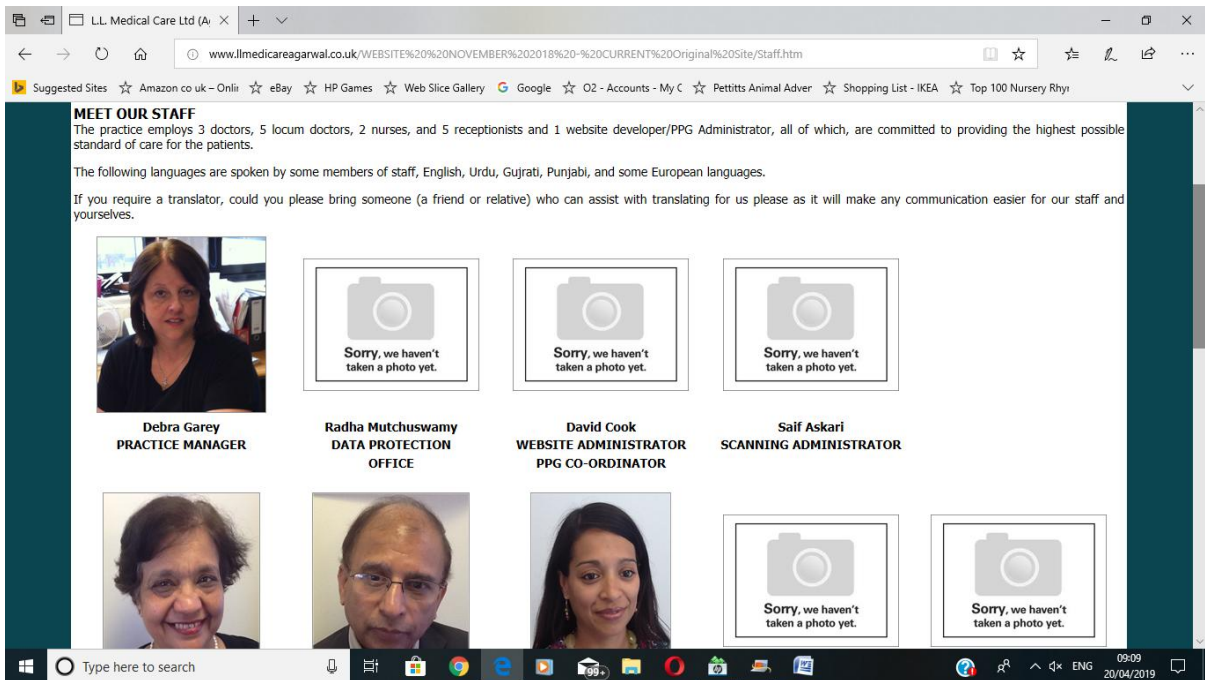 L.L. Medical Care Ltd (A
www.llmedicareagarwal.co.uk/WEBSITE%20%20NOVEMBER%202018%20-%20CURRENT%20Original%20Site/Staff.htm
Suggested Sites Amazon co uk – Onlii eBay HP Games Web Slice Gallery Google O2 - Accounts - My C Pettitts Animal Adver Shopping List - IKEA Top 100 Nursery Rhyı
MEET OUR STAFF
The practice employs 3 doctors, 5 locum doctors, 2 nurses, and 5 receptionists and 1 website developer/PPG Administrator, all of which, are committed to providing the highest possible
standard of care for the patients.
The following languages are spoken by some members of staff, English, Urdu, Gujrati, Punjabi, and some European languages.
If you require a translator, could you please bring someone (a friend or relative) who can assist with translating for us please as it will make any communication easier for our staff and
yourselves.
Sorry, we haven't
taken a photo yet.
Sorry, we haven't
taken a photo yet.
Sorry, we haven't
taken a photo yet.
Debra Garey
PRACTICE MANAGER
Radha Mutchuswamy
DATA PROTECTION
OFFICE
David Cook
WEBSITE ADMINISTRATOR
PPG CO-ORDINATOR
Saif Askari
SCANNING ADMINISTRATOR
Sorry, we haven't
taken a photo yet.
Sorry, we haven't
taken a photo yet.
Type here to search
99+
ENG
09:09
20/04/2019